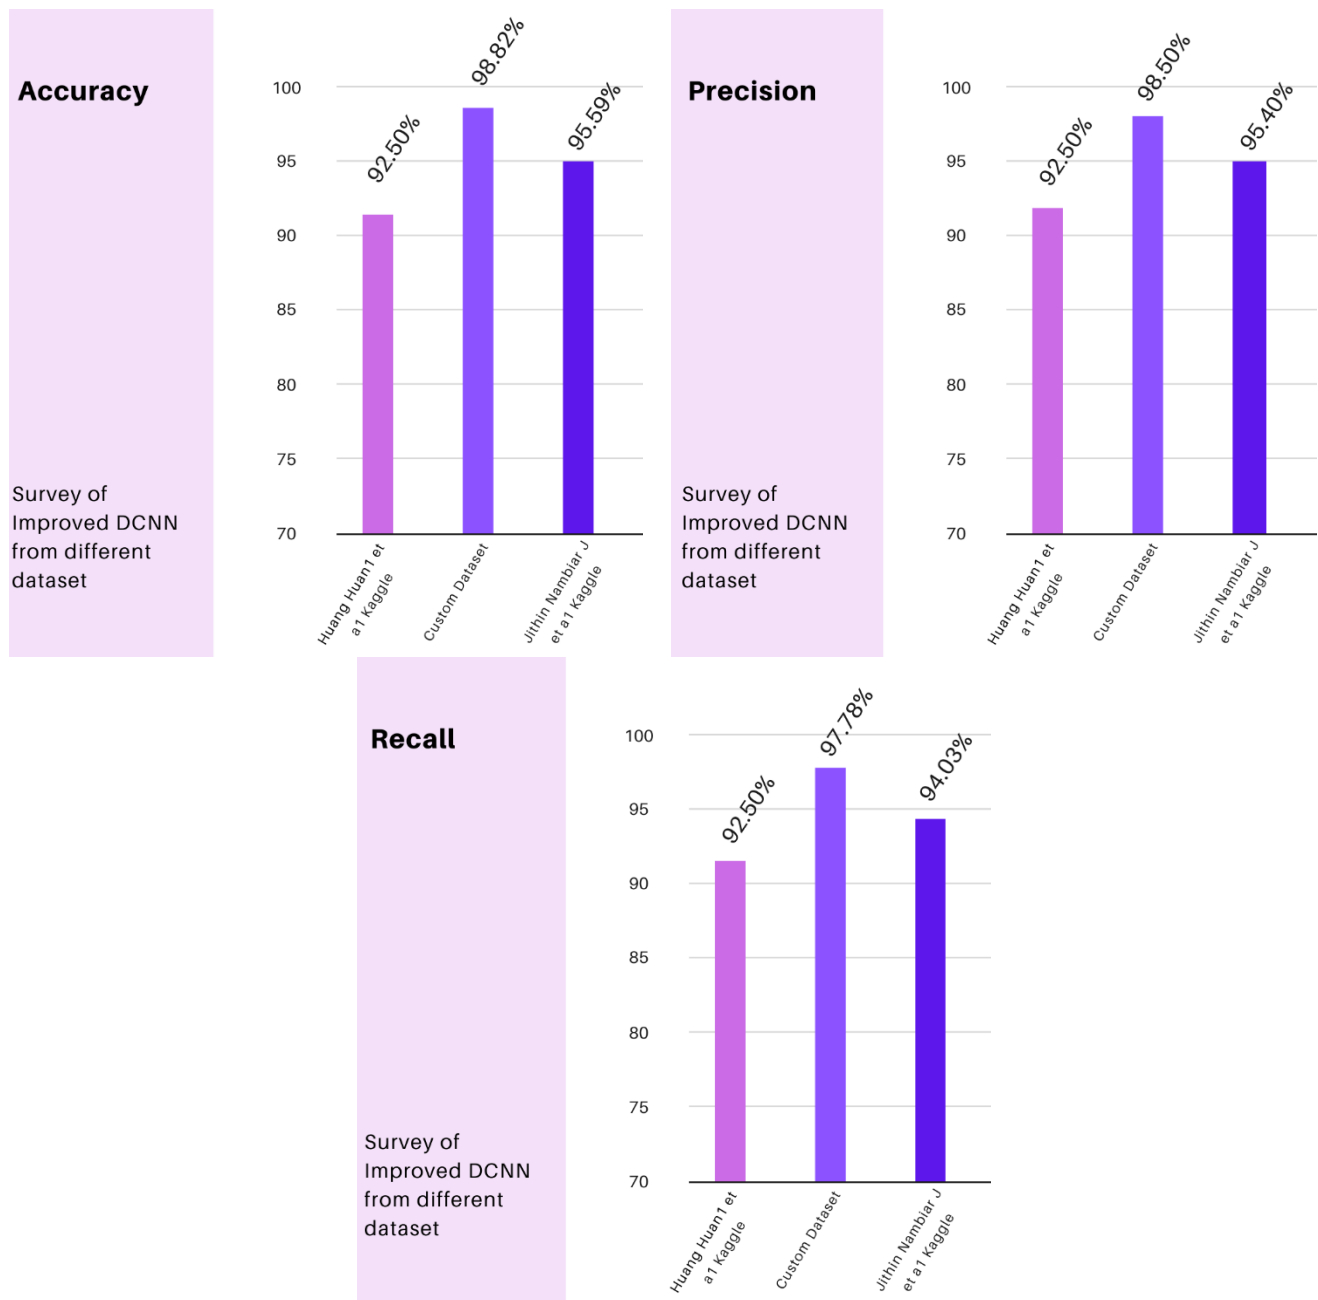 Accuracy
Survey of
Improved DCNN
from different
dataset
100
95
90
85
80
75
70
92.50%
98.82%
95.59%
Huang Huan1 et
a1 Kaggle
Custom Dataset
Jithin Nambiar J
et a1 Kaggle
Precision
Survey of
Improved DCNN
from different
dataset
100
95
90
85
80
75
70
92.50%
98.50%
95.40%
Huang Huan1 et
a1 Kaggle
Custom Dataset
Jithin Nambiar J
et a1 Kaggle
Recall
Survey of
Improved DCNN
from different
dataset
100
95
90
85
80
75
70
92.50%
97.78%
94.03%
Huang Huan1 et
a1 Kaggle
Custom Dataset
Jithin Nambiar J
et a1 Kaggle